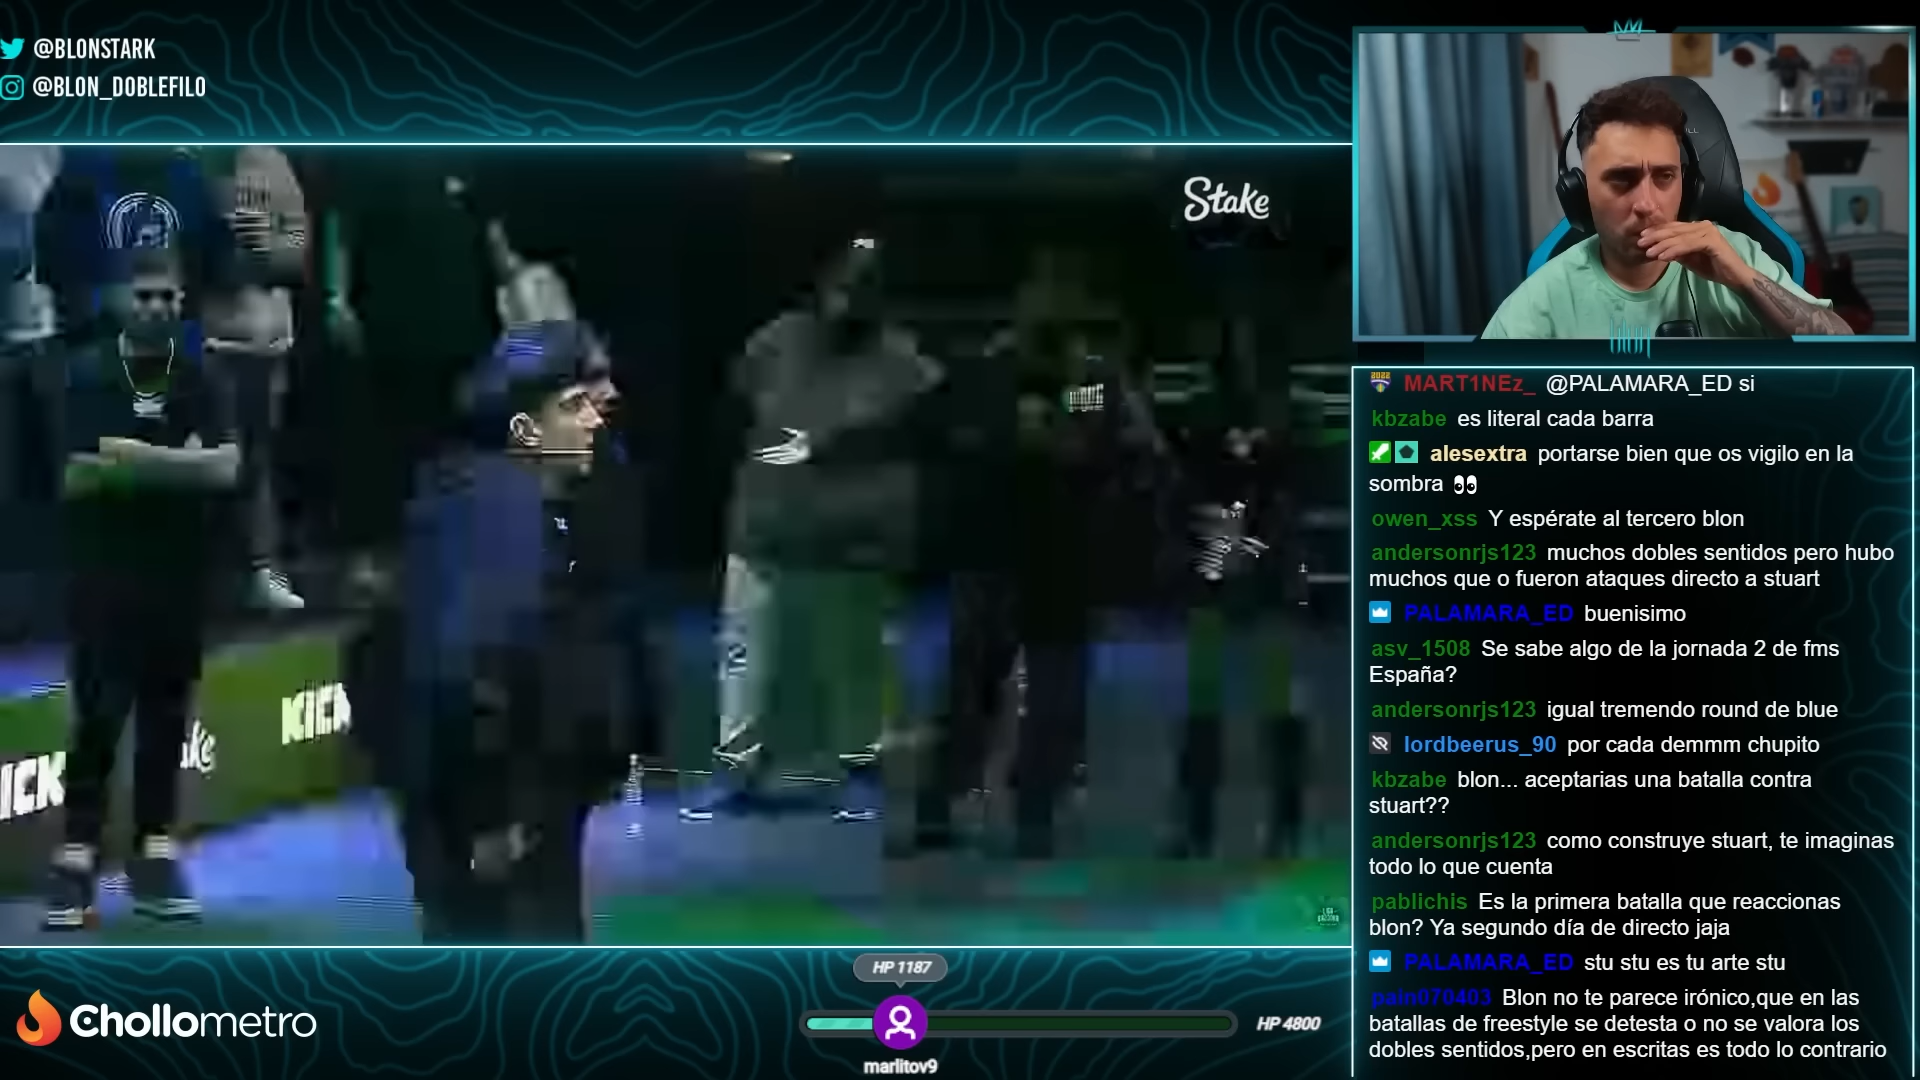 @BLONSTARK
@BLON_DOBLEFILO
Stake
KICK
ke
KICK
MART1NEz_ @PALAMARA_ED si
kbzabe es literal cada barra
alesextra portarse bien que os vigilo en la
sombra 👀
owen_xss Y espérate al tercero blon
andersonrjs123 muchos dobles sentidos pero hubo
muchos que o fueron ataques directo a stuart
PALAMARA_ED buenisimo
asv_1508 Se sabe algo de la jornada 2 de fms
España?
andersonrjs123 igual tremendo round de blue
lordbeerus_90 por cada demmm chupito
kbzabe blon... aceptarias una batalla contra
stuart??
andersonrjs123 como construye stuart, te imaginas
todo lo que cuenta
pablichis Es la primera batalla que reaccionas
blon? Ya segundo día de directo jaja
PALAMARA_ED stu stu es tu arte stu
pain070403 Blon no te parece irónico,que en las
batallas de freestyle se detesta o no se valora los
dobles sentidos,pero en escritas es todo lo contrario
Chollometro
HP 1187
HP 4800
marlitov9